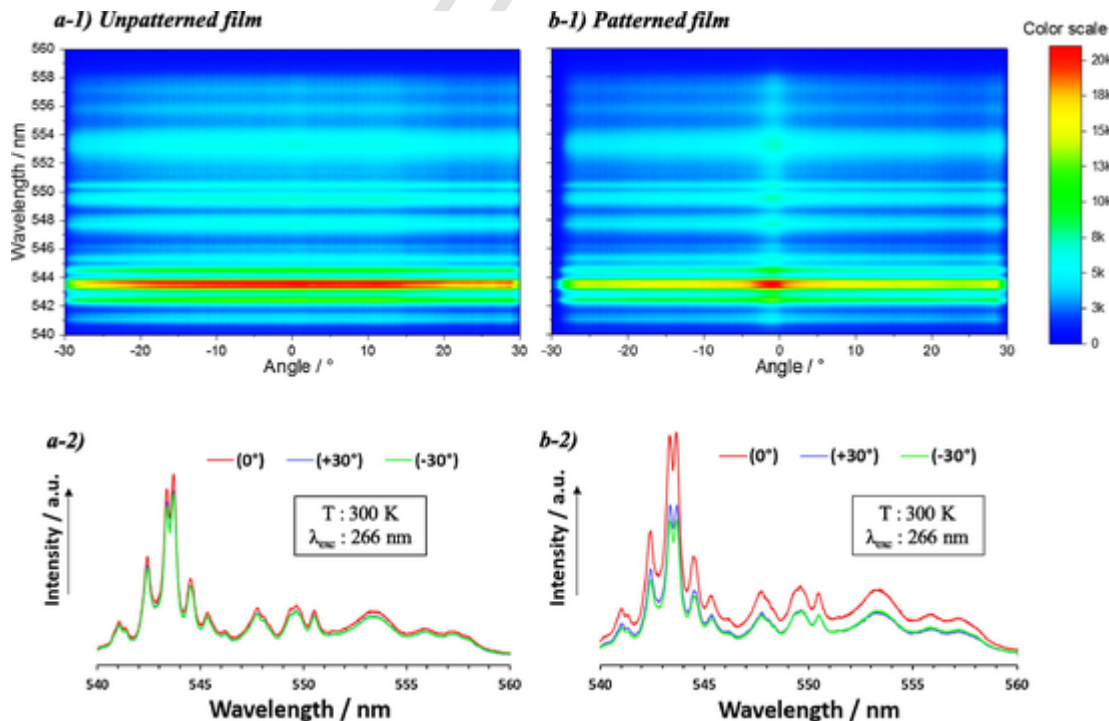 a-1) Unpatterned film
b-1) Patterned film
Color scale
560
558
556
554
552
550
548
546
544
542
540
Wavelength / nm
-30 -20 -10 0 10 20 30
Angle / °
-30 -20 -10 0 10 20 30
Angle / °
20k
18k
15k
13k
10k
8k
5k
3k
0
a-2)
(0°) (+30°) (-30°)
T : 300 K
λexc : 266 nm
Intensity / a.u.
540 545 550 555 560
Wavelength / nm
b-2)
(0°) (+30°) (-30°)
T : 300 K
λexc : 266 nm
Intensity / a.u.
540 545 550 555 560
Wavelength / nm